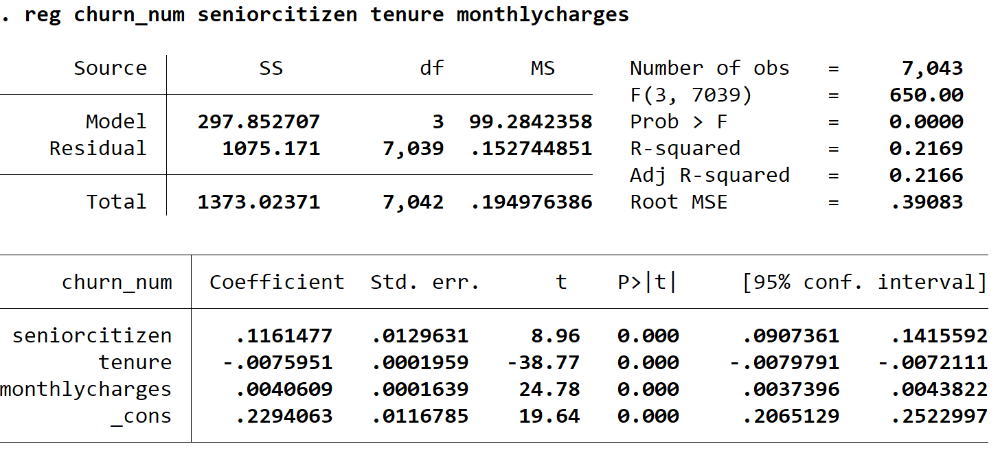 . reg churn_num seniorcitizen tenure monthlycharges
Source SS df MS Number of obs = 7,043
F(3, 7039) = 650.00
Model 297.852707 3 99.2842358 Prob > F = 0.0000
Residual 1075.171 7,039 .152744851 R-squared = 0.2169
Adj R-squared = 0.2166
Total 1373.02371 7,042 .194976386 Root MSE = .39083
churn_num Coefficient Std. err. t P>|t| [95% conf. interval]
seniorcitizen .1161477 .0129631 8.96 0.000 .0907361 .1415592
tenure -.0075951 .0001959 -38.77 0.000 -.0079791 -.0072111
monthlycharges .0040609 .0001639 24.78 0.000 .0037396 .0043822
_cons .2294063 .0116785 19.64 0.000 .2065129 .2522997